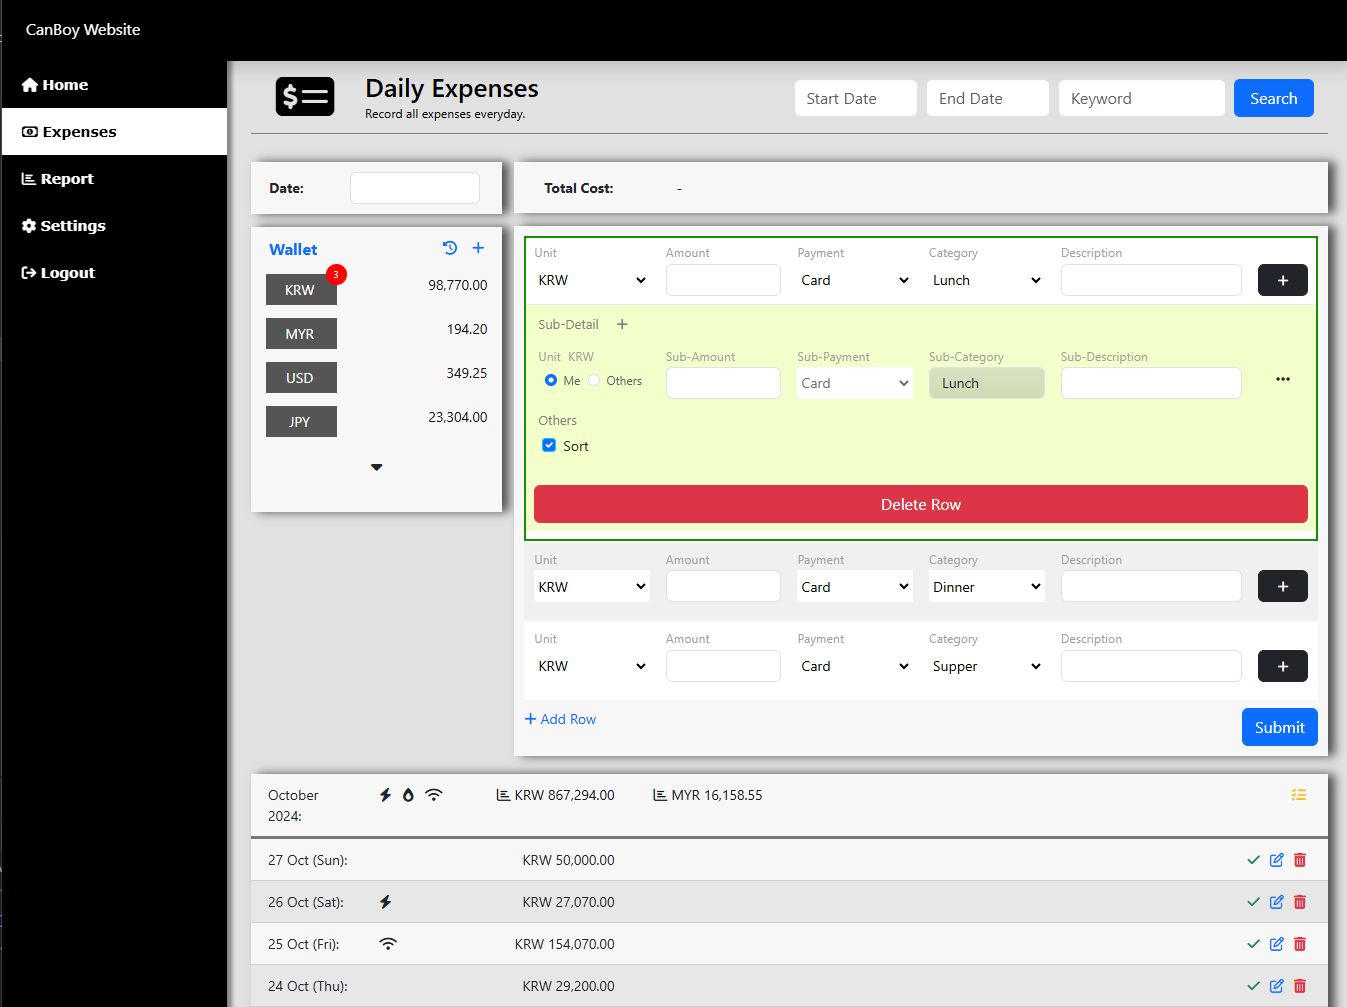 CanBoy Website
Home
Expenses
Report
Settings
Logout
Daily Expenses
Record all expenses everyday.
Start Date
End Date
Keyword
Search
Date:
Total Cost: -
Wallet
KRW 3 98,770.00
MYR 194.20
USD 349.25
JPY 23,304.00
Unit Amount Payment Category Description
KRW Card Lunch +
Sub-Detail +
Unit KRW Sub-Amount Sub-Payment Sub-Category Sub-Description
Me Others Card Lunch
Others
Sort
Delete Row
Unit Amount Payment Category Description
KRW Card Dinner +
Unit Amount Payment Category Description
KRW Card Supper +
+ Add Row
Submit
October KRW 867,294.00 MYR 16,158.55
2024:
27 Oct (Sun): KRW 50,000.00
26 Oct (Sat): KRW 27,070.00
25 Oct (Fri): KRW 154,070.00
24 Oct (Thu): KRW 29,200.00